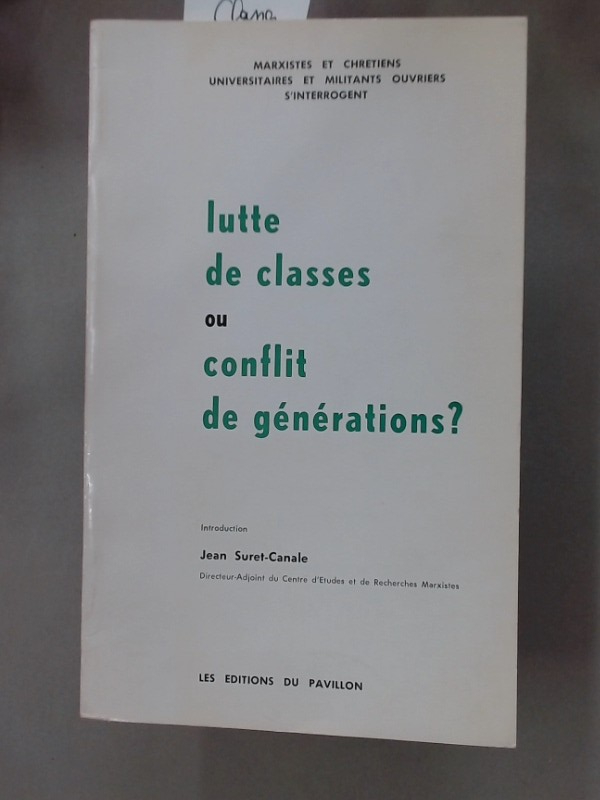 MARXISTES ET CHRETIENS
UNIVERSITAIRES ET MILITANTS OUVRIERS
S'INTERROGENT
lutte
de classes
ou
conflit
de générations?
Introduction
Jean Suret-Canale
Directeur-Adjoint du Centre d'Etudes et de Recherches Marxistes
LES EDITIONS DU PAVILLON